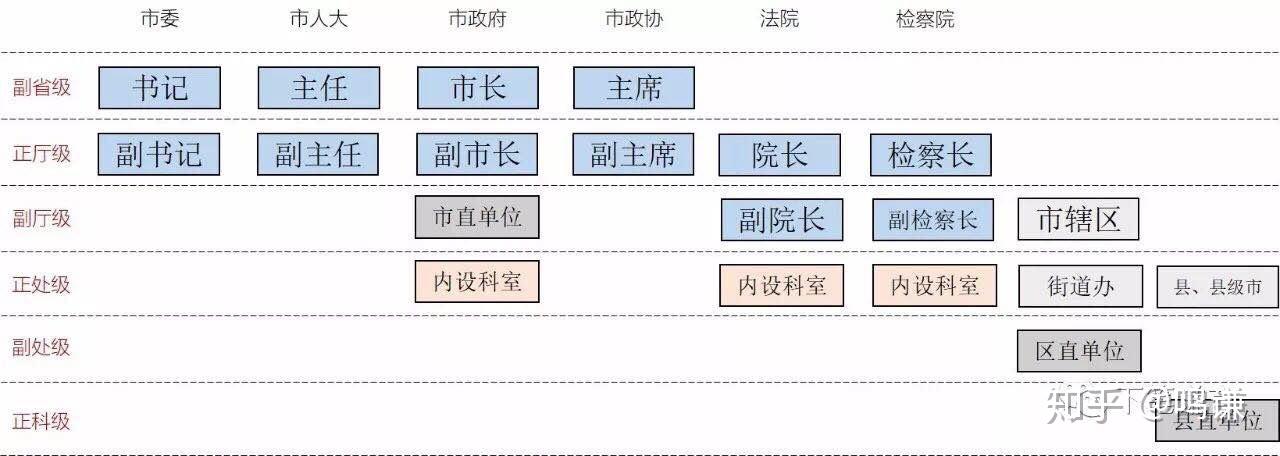 市委 市人大 市政府 市政协 法院 检察院
副省级 书记 主任 市长 主席
正厅级 副书记 副主任 副市长 副主席 院长 检察长
副厅级 市直单位 副院长 副检察长 市辖区
正处级 内设科室 内设科室 内设科室 街道办 县、县级市
副处级 区直单位
知乎 @鸣谦
正科级 县直单位